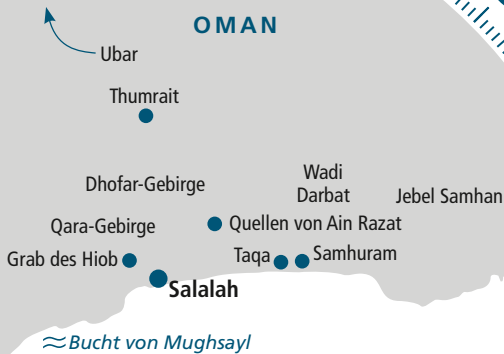 OMAN
Ubar
Thumrait
Wadi
Darbat
Dhofar-Gebirge
Jebel Samhan
Qara-Gebirge
Quellen von Ain Razat
Grab des Hiob
Taqa
Samhuram
Salalah
Bucht von Mughsayl